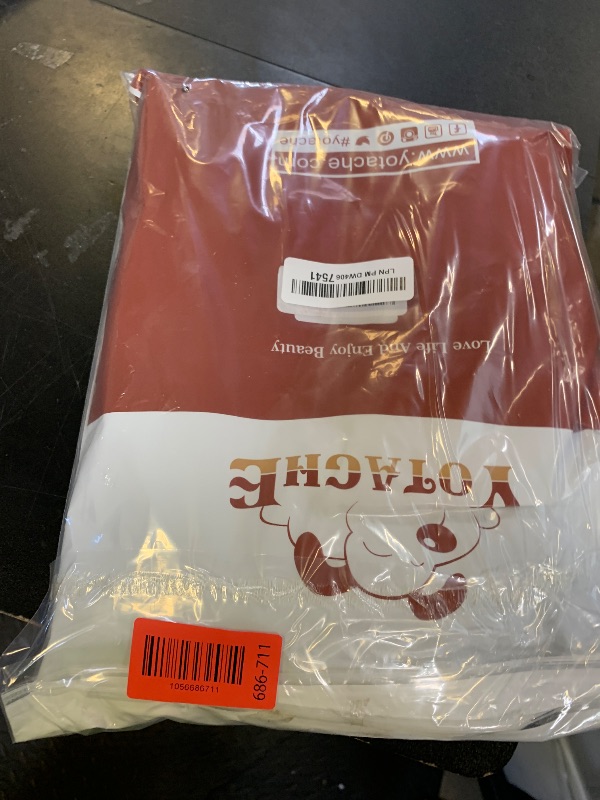 YOTACHE
Love Life And Enjoy Beauty
LPN PM DW406 7541
www.yotache.com
#yotache
1050686711
686-711